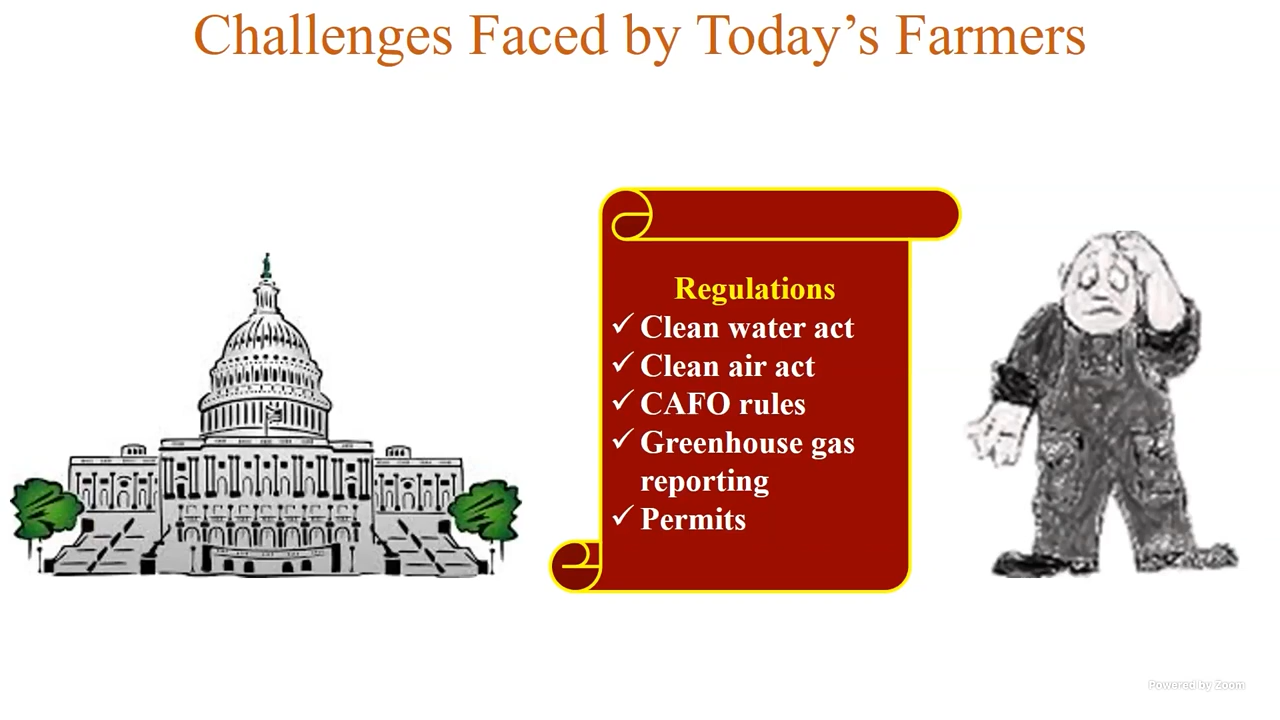 Challenges Faced by Today’s Farmers
Regulations
✓ Clean water act
✓ Clean air act
✓ CAFO rules
✓ Greenhouse gas
reporting
✓ Permits
Powered by Zoom